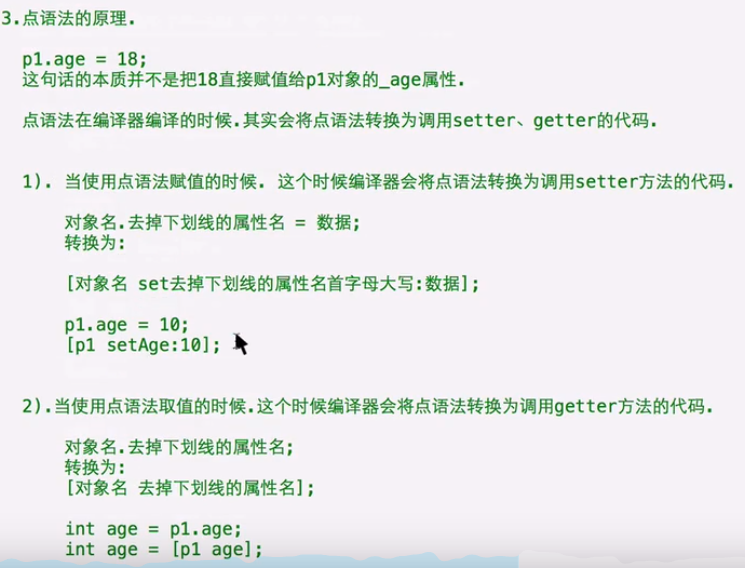 3.点语法的原理.
p1.age = 18;
这句话的本质并不是把18直接赋值给p1对象的_age属性.
点语法在编译器编译的时候.其实会将点语法转换为调用setter、getter的代码.
1). 当使用点语法赋值的时候. 这个时候编译器会将点语法转换为调用setter方法的代码.
对象名.去掉下划线的属性名 = 数据;
转换为:
[对象名 set去掉下划线的属性名首字母大写:数据];
p1.age = 10;
[p1 setAge:10];
2).当使用点语法取值的时候.这个时候编译器会将点语法转换为调用getter方法的代码.
对象名.去掉下划线的属性名;
转换为:
[对象名 去掉下划线的属性名];
int age = p1.age;
int age = [p1 age];